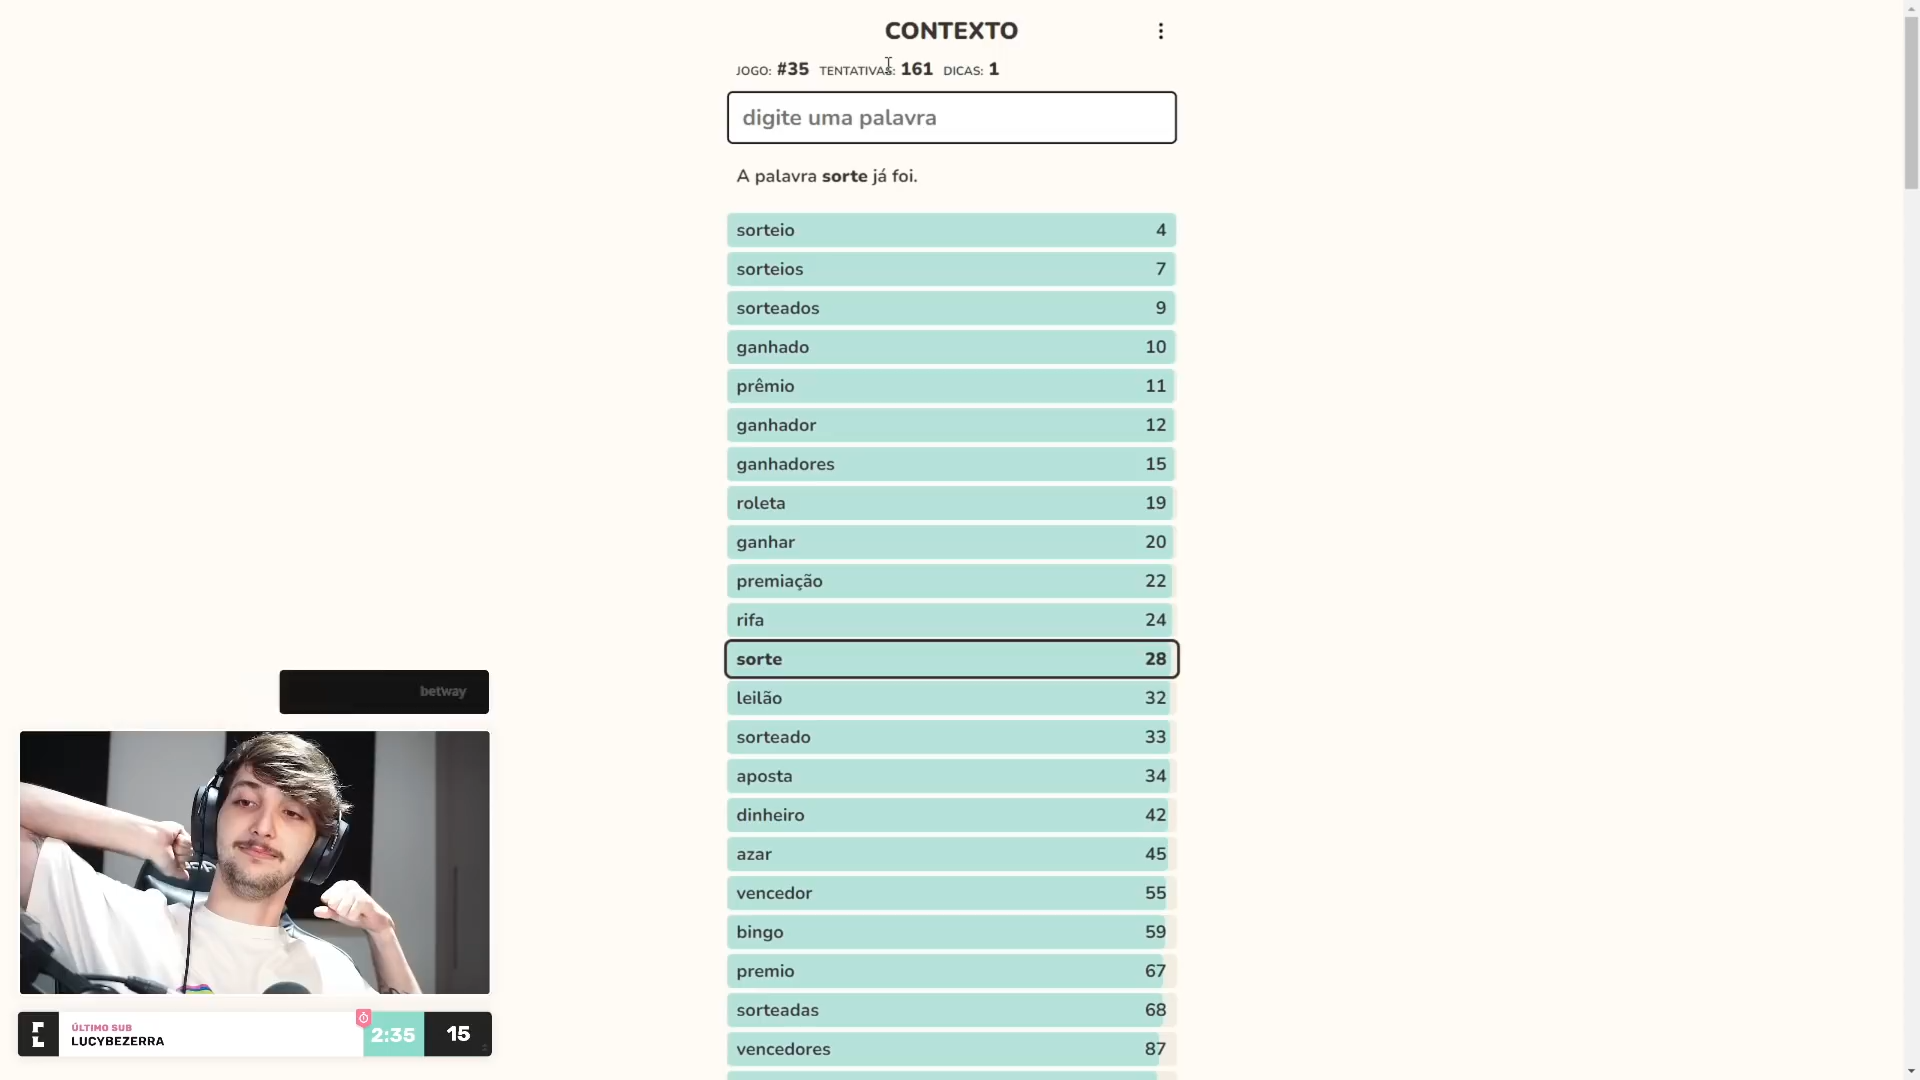 CONTEXTO
JOGO: #35 TENTATIVAS: 161 DICAS: 1
digite uma palavra
A palavra sorte já foi.
sorteio 4
sorteios 7
sorteados 9
ganhado 10
prêmio 11
ganhador 12
ganhadores 15
roleta 19
ganhar 20
premiação 22
rifa 24
sorte 28
leilão 32
sorteado 33
aposta 34
dinheiro 42
azar 45
vencedor 55
bingo 59
premio 67
sorteadas 68
vencedores 87
betway
ÚLTIMO SUB
LUCYBEZERRA
2:35
15